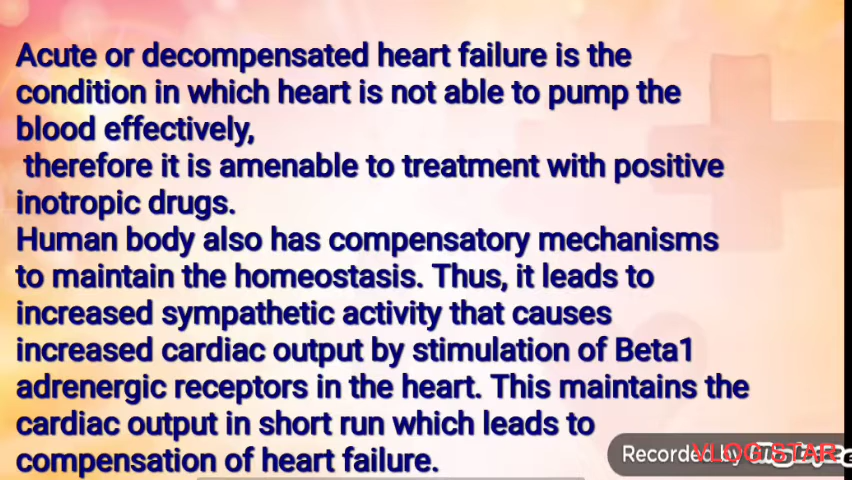 Acute or decompensated heart failure is the
condition in which heart is not able to pump the
blood effectively,
therefore it is amenable to treatment with positive
inotropic drugs.
Human body also has compensatory mechanisms
to maintain the homeostasis. Thus, it leads to
increased sympathetic activity that causes
increased cardiac output by stimulation of Beta1
adrenergic receptors in the heart. This maintains the
cardiac output in short run which leads to
compensation of heart failure.
Recorded by
VLOG STAR